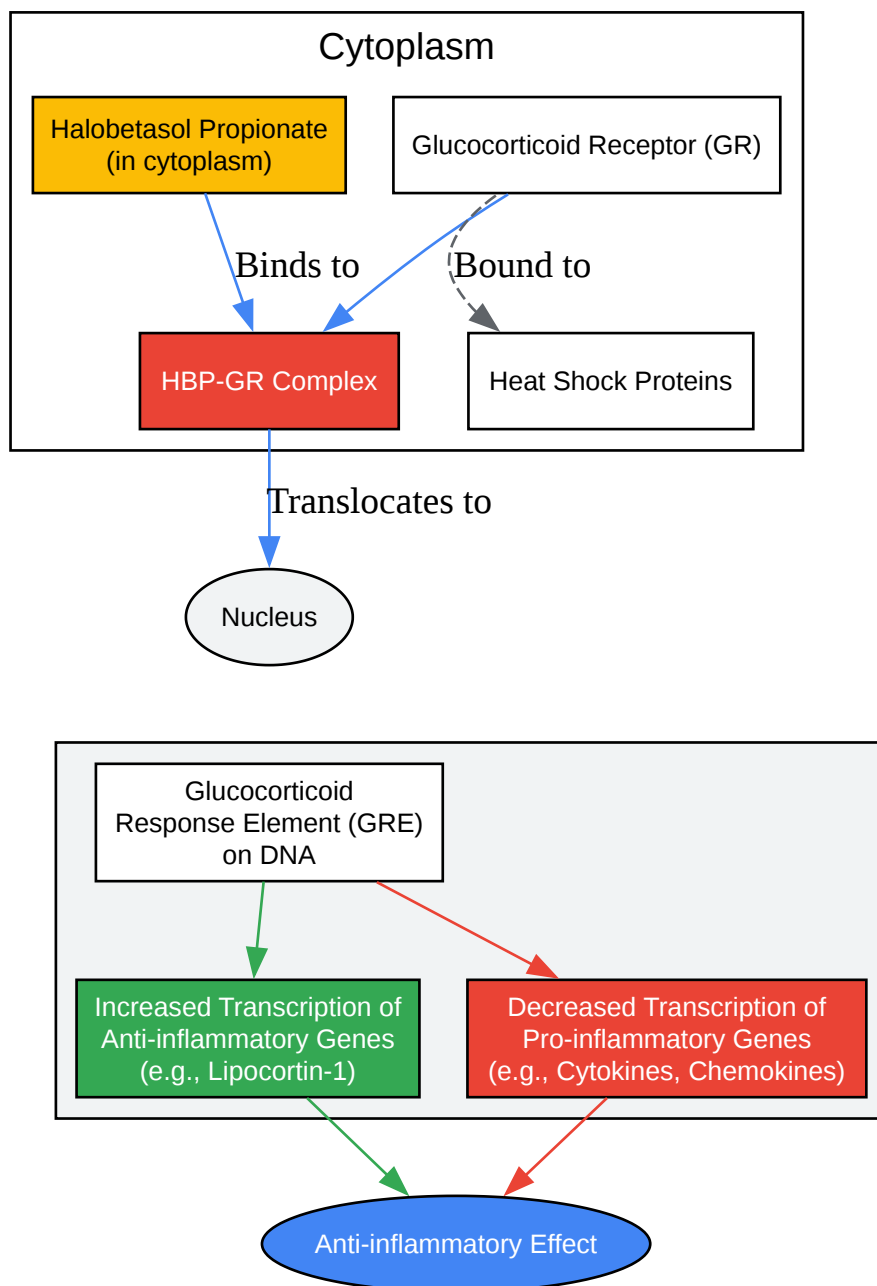 Cytoplasm
Halobetasol Propionate
(in cytoplasm)
Glucocorticoid Receptor (GR)
Binds to
Bound to
HBP-GR Complex
Heat Shock Proteins
Translocates to
Nucleus
Glucocorticoid
Response Element (GRE)
on DNA
Increased Transcription of
Anti-inflammatory Genes
(e.g., Lipocortin-1)
Decreased Transcription of
Pro-inflammatory Genes
(e.g., Cytokines, Chemokines)
Anti-inflammatory Effect